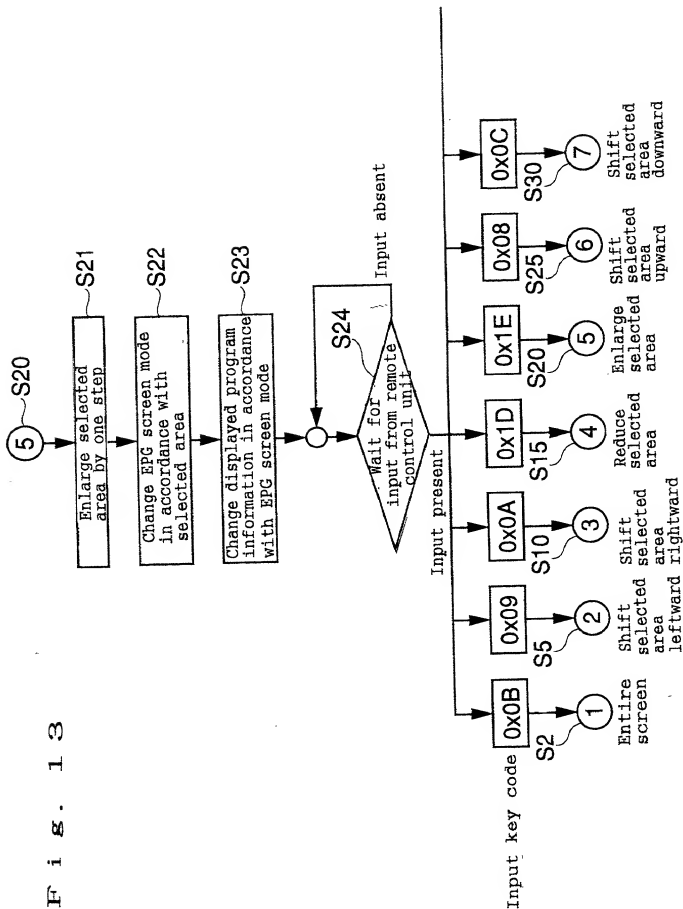 Fig. 13
5
S20
Enlarge selected
area by one step
S21
Change EPG screen mode
in accordance with
selected area
S22
Change displayed program
information in accordance
with EPG screen mode
S23
Wait for
input from remote
control unit
S24
Input absent
Input present
Input key code
0x0B
S2
1
Entire
screen
0x09
S5
2
Shift
selected
area
leftward
0x0A
S10
3
Shift
selected
area
rightward
0x1D
S15
4
Reduce
selected
area
0x1E
S20
5
Enlarge
selected
area
0x08
S25
6
Shift
selected
area
upward
0x0C
S30
7
Shift
selected
area
downward